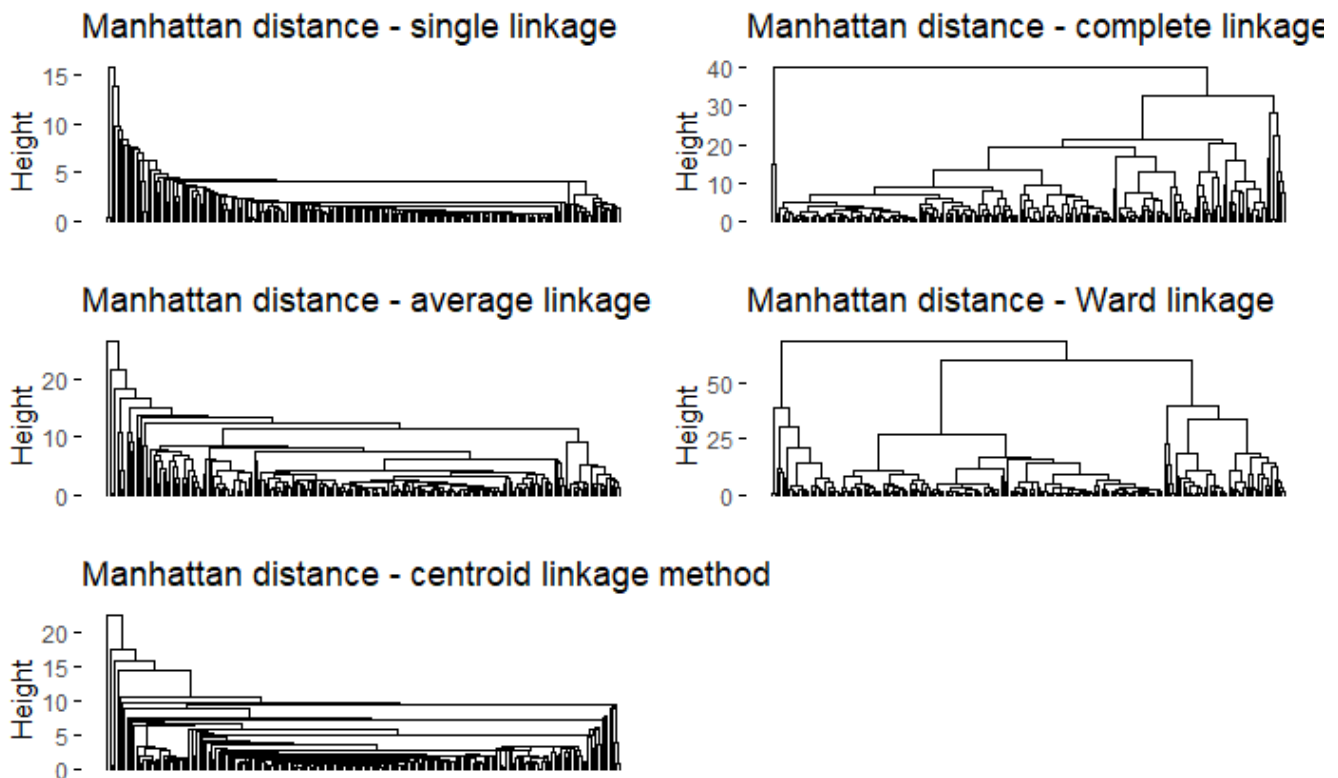 Manhattan distance - single linkage
Height
15
10
5
0
Manhattan distance - complete linkage
Height
40
30
20
10
0
Manhattan distance - average linkage
Height
20
10
0
Manhattan distance - Ward linkage
Height
50
25
0
Manhattan distance - centroid linkage method
Height
20
15
10
5
0